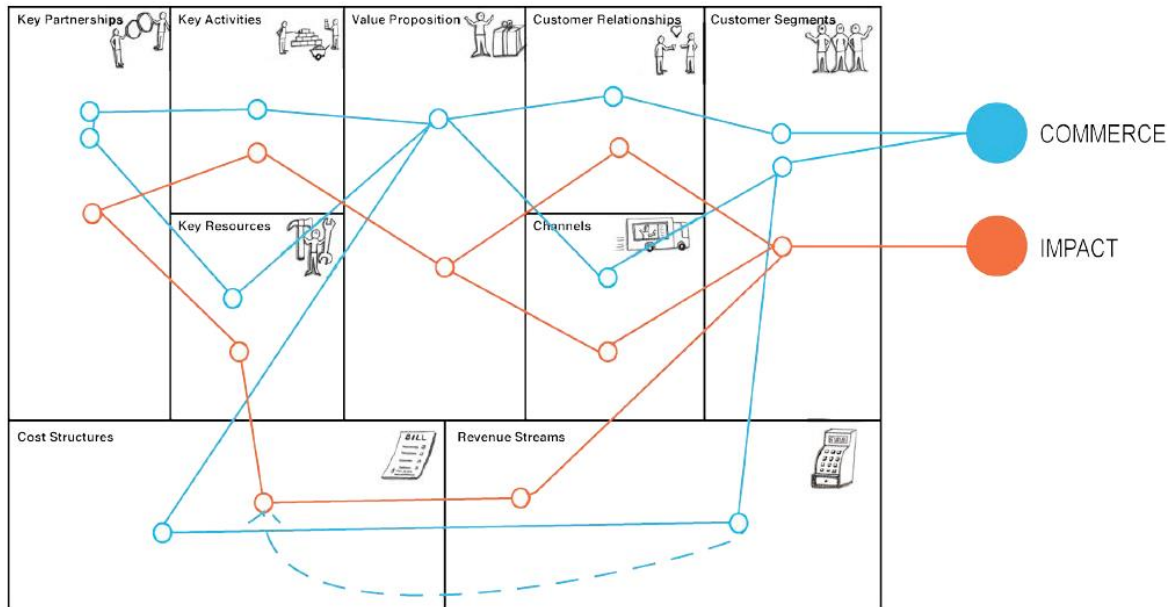 Key Partnerships
Key Activities
Value Proposition
Customer Relationships
Customer Segments
COMMERCE
Key Resources
Channels
IMPACT
Cost Structures
BILL
Revenue Streams